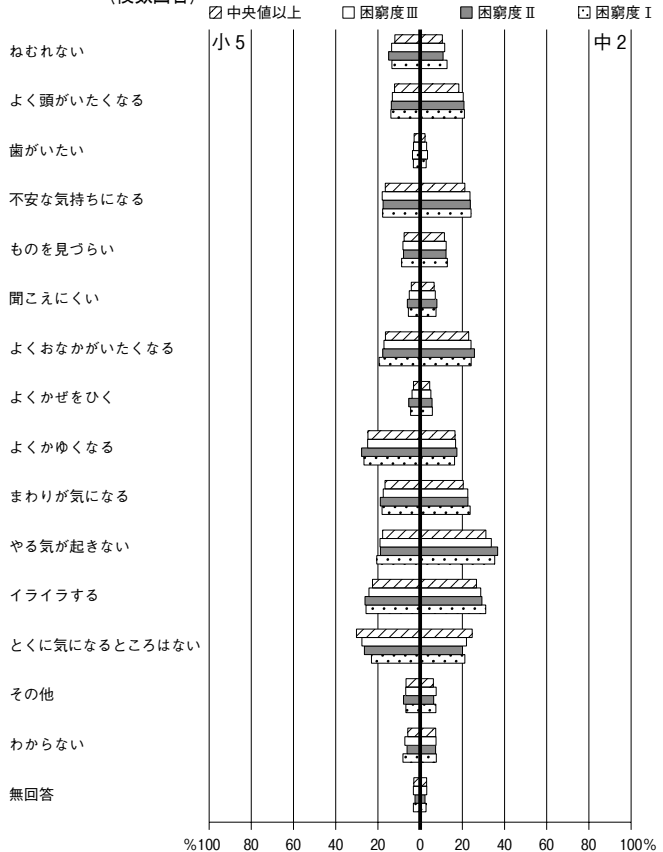 (複数回答)
中央値以上 困窮度Ⅲ 困窮度Ⅱ 困窮度Ⅰ
小5 中2
ねむれない
よく頭がいたくなる
歯がいたい
不安な気持ちになる
ものを見づらい
聞こえにくい
よくおなかがいたくなる
よくかぜをひく
よくかゆくなる
まわりが気になる
やる気が起きない
イライラする
とくに気になるところはない
その他
わからない
無回答
%100 80 60 40 20 0 20 40 60 80 100%